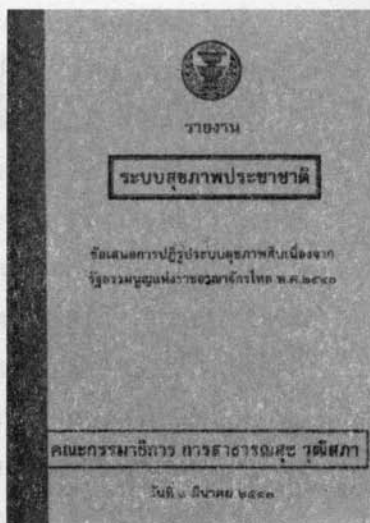 รายงาน
ระบบสุขภาพประชาชาติ
ข้อเสนอการปฏิรูประบบสุขภาพสืบเนื่องจาก
รัฐธรรมนูญแห่งราชอาณาจักรไทย พ.ศ.๒๕๔๐
คณะกรรมาธิการ การสาธารณสุข วุฒิสภา
วันที่ มีนาคม ๒๕๔๓